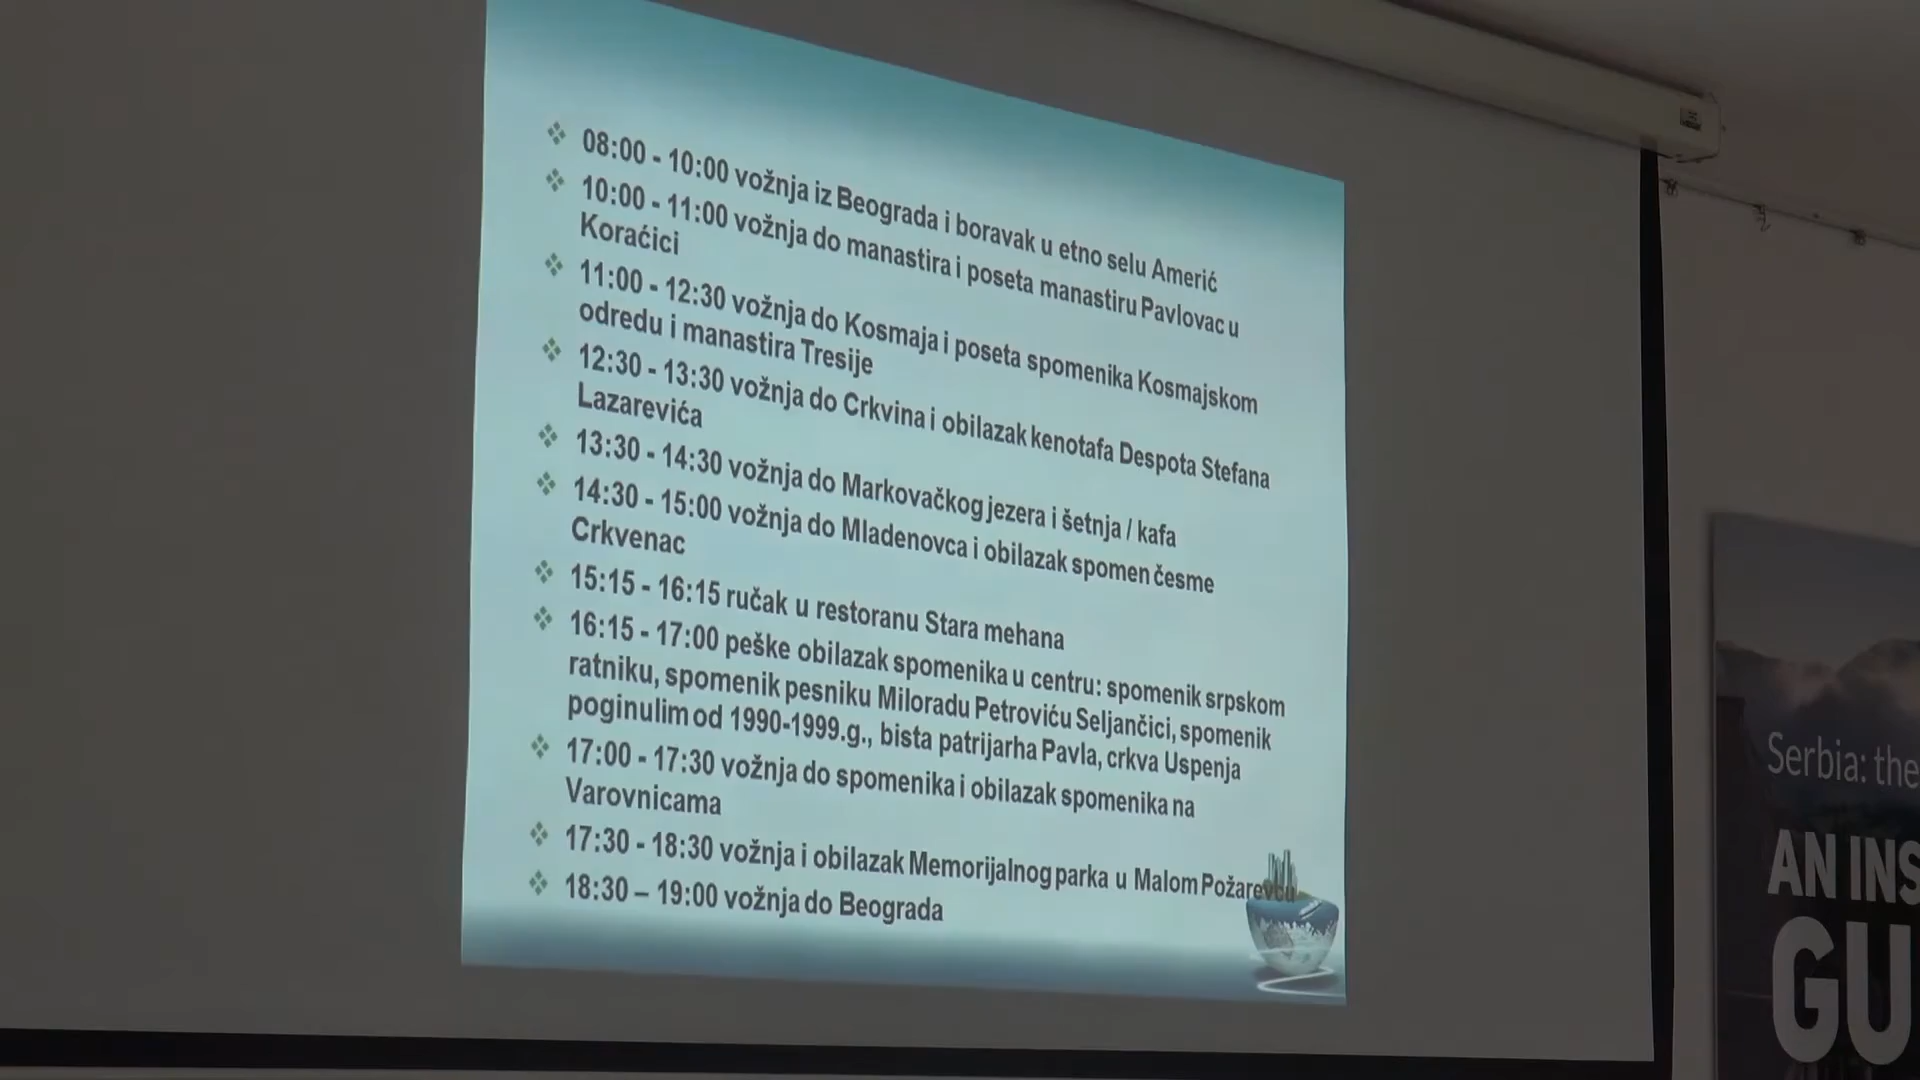 08:00 - 10:00 vožnja iz Beograda i boravak u etno selu Americ
10:00 - 11:00 vožnja do manastira i poseta manastiru Pavlovac u
Koraćici
11:00 - 12:30 vožnja do Kosmaja i poseta spomenika Kosmajskom
odredu i manastira Tresije
12:30 - 13:30 vožnja do Crkvina i obilazak kenotafa Despota Stefana
Lazarevića
13:30 - 14:30 vožnja do Markovačkog jezera i šetnja / kafa
14:30 - 15:00 vožnja do Mladenovca i obilazak spomen česme
Crkvenac
15:15 - 16:15 ručak u restoranu Stara mehana
16:15 - 17:00 peške obilazak spomenika u centru: spomenik srpskom
ratniku, spomenik pesniku Miloradu Petroviću Seljančici, spomenik
poginulim od 1990-1999.g., bista patrijarha Pavla, crkva Uspenja
17:00 - 17:30 vožnja do spomenika i obilazak spomenika na
Varovnicama
17:30 - 18:30 vožnja i obilazak Memorijalnog parka u Malom Požarevcu
18:30 – 19:00 vožnja do Beograda
Serbia: the
AN INS
GU